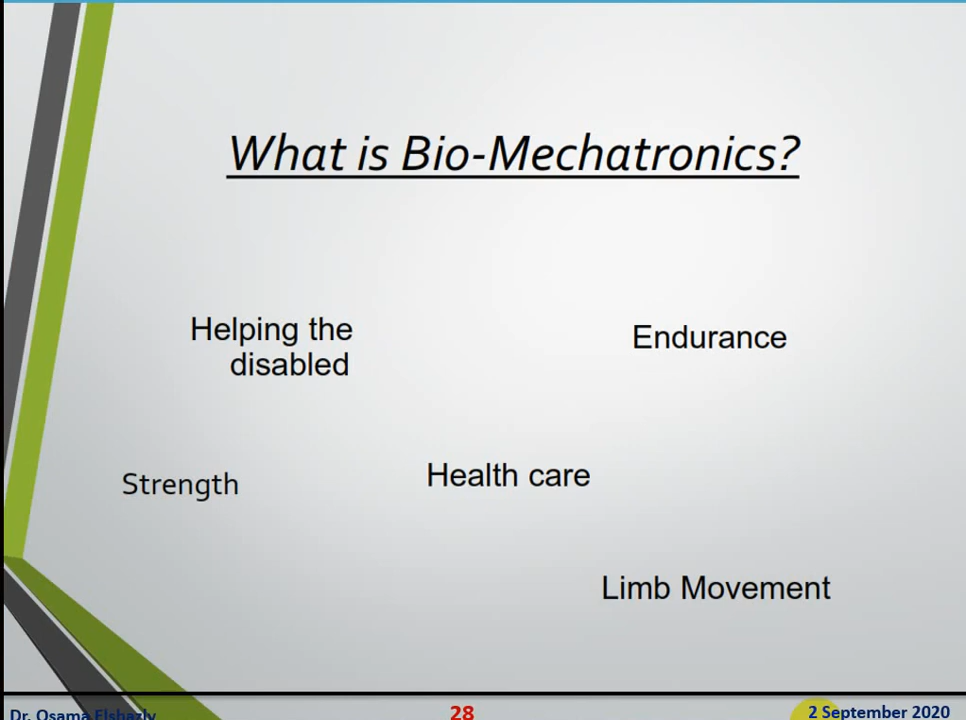 What is Bio-Mechatronics?
Helping the
disabled
Endurance
Strength
Health care
Limb Movement
Dr. Osama Elshazly
28
2 September 2020